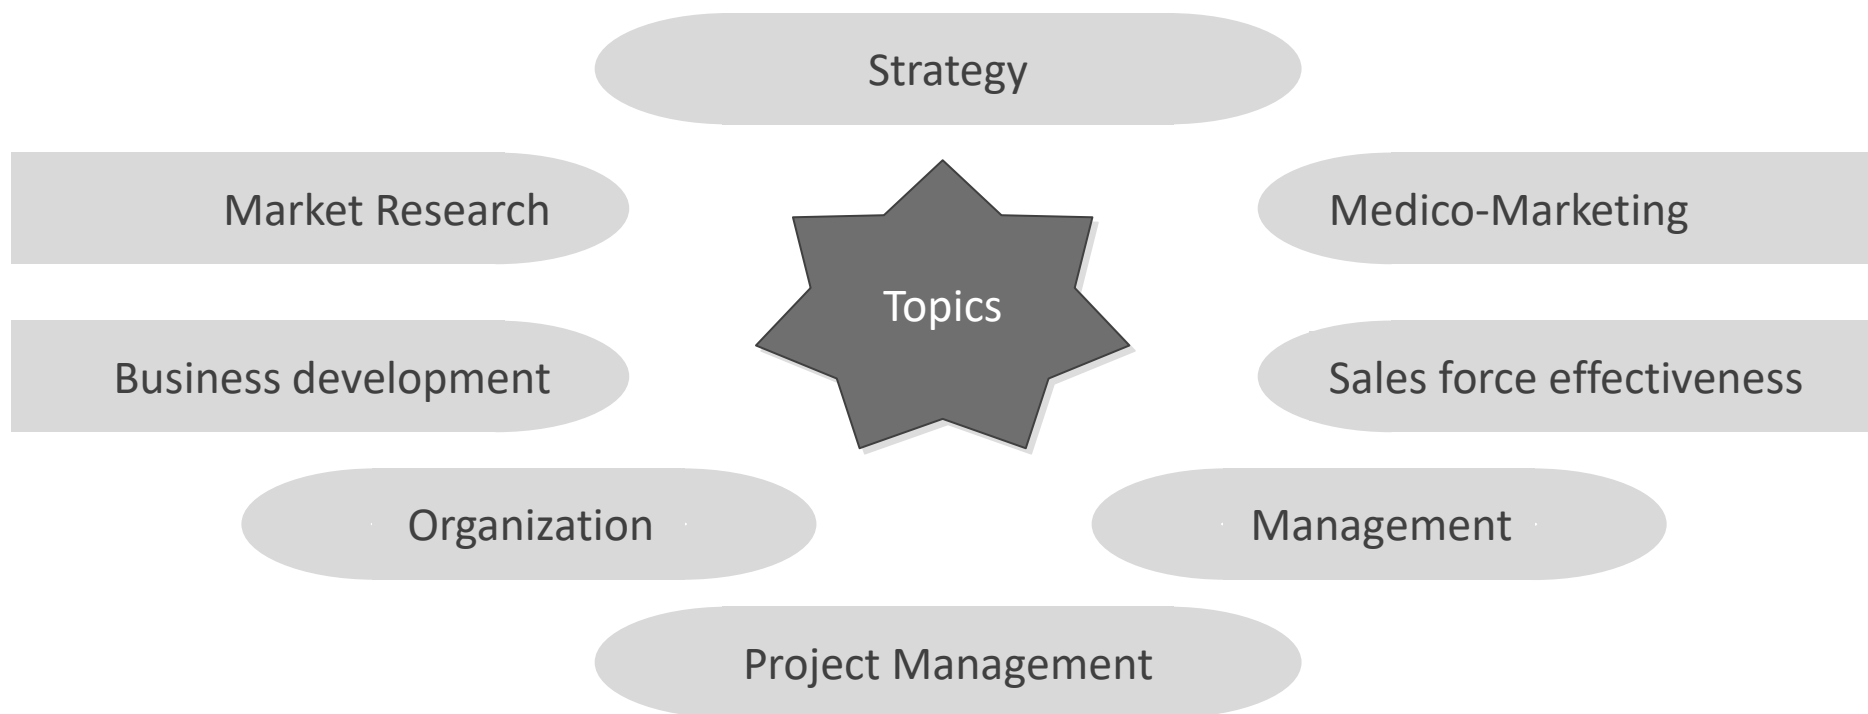 Strategy
Market Research
Medico-Marketing
Topics
Business development
Sales force effectiveness
Organization
Management
Project Management